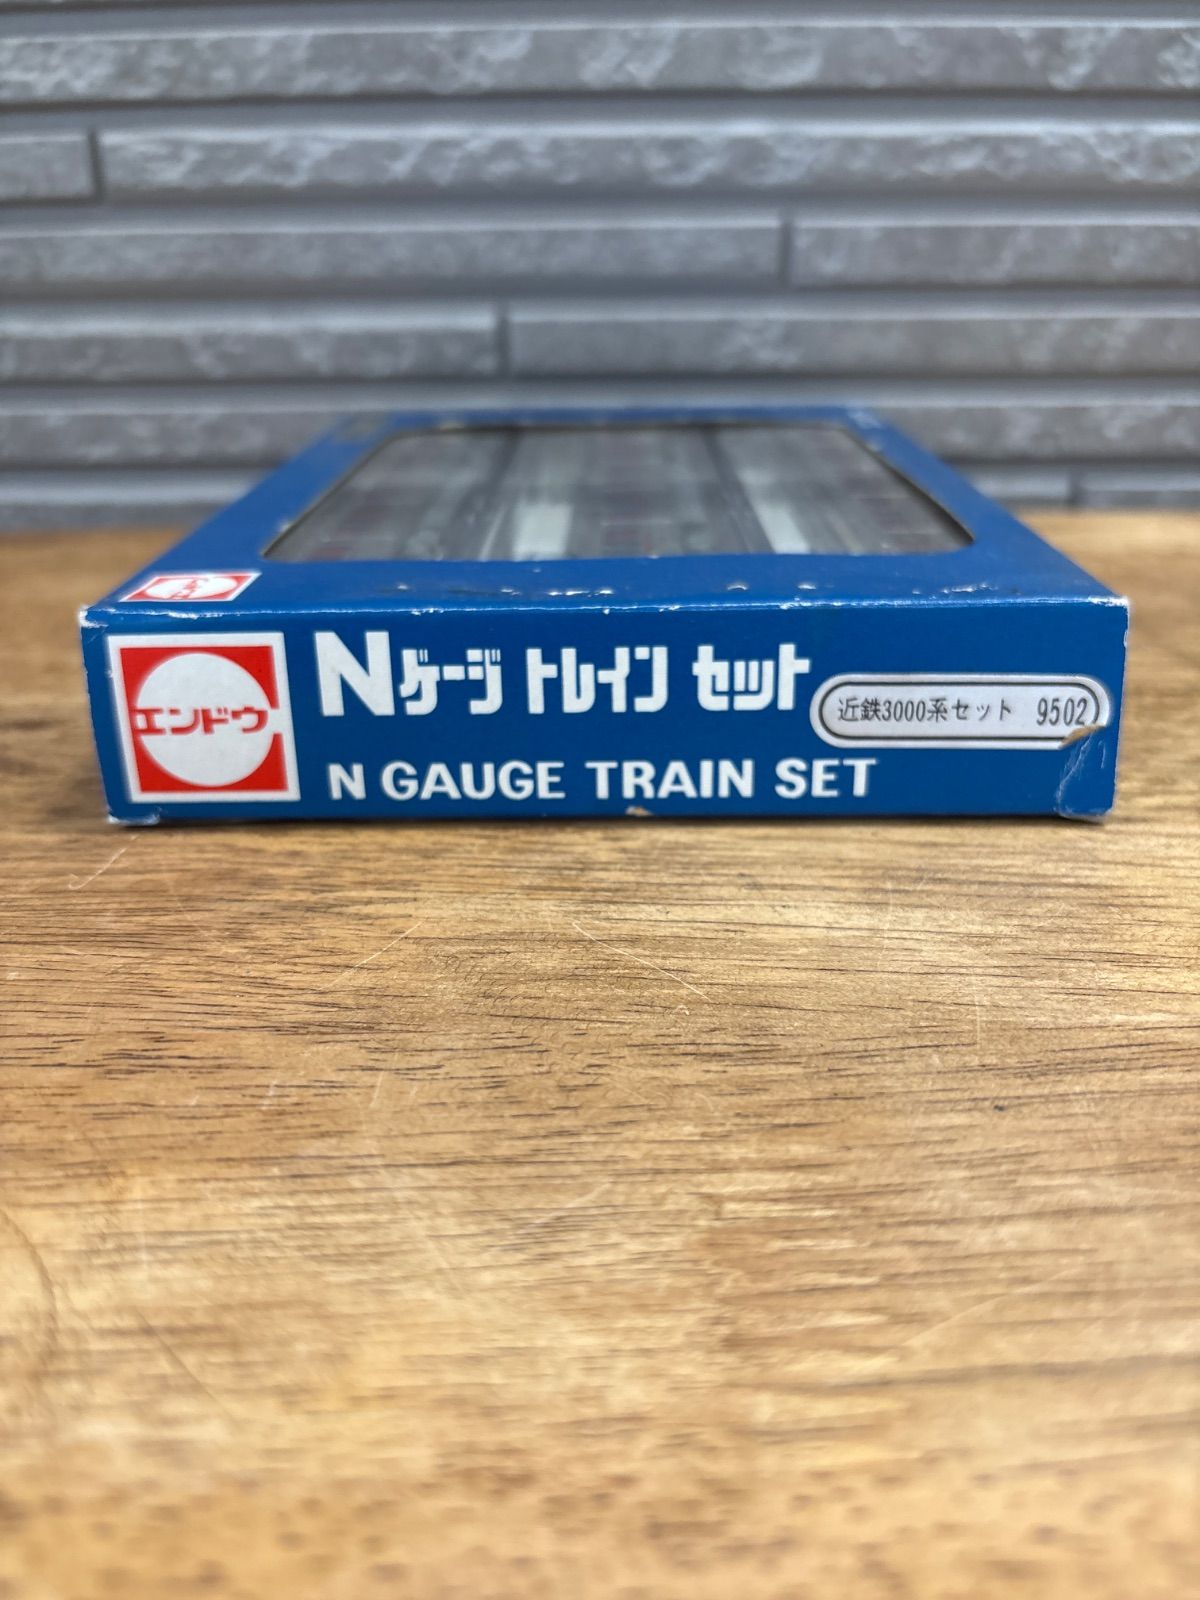 エンドウ
Nゲージ トレイン セット
近鉄3000系セット 9502
N GAUGE TRAIN SET